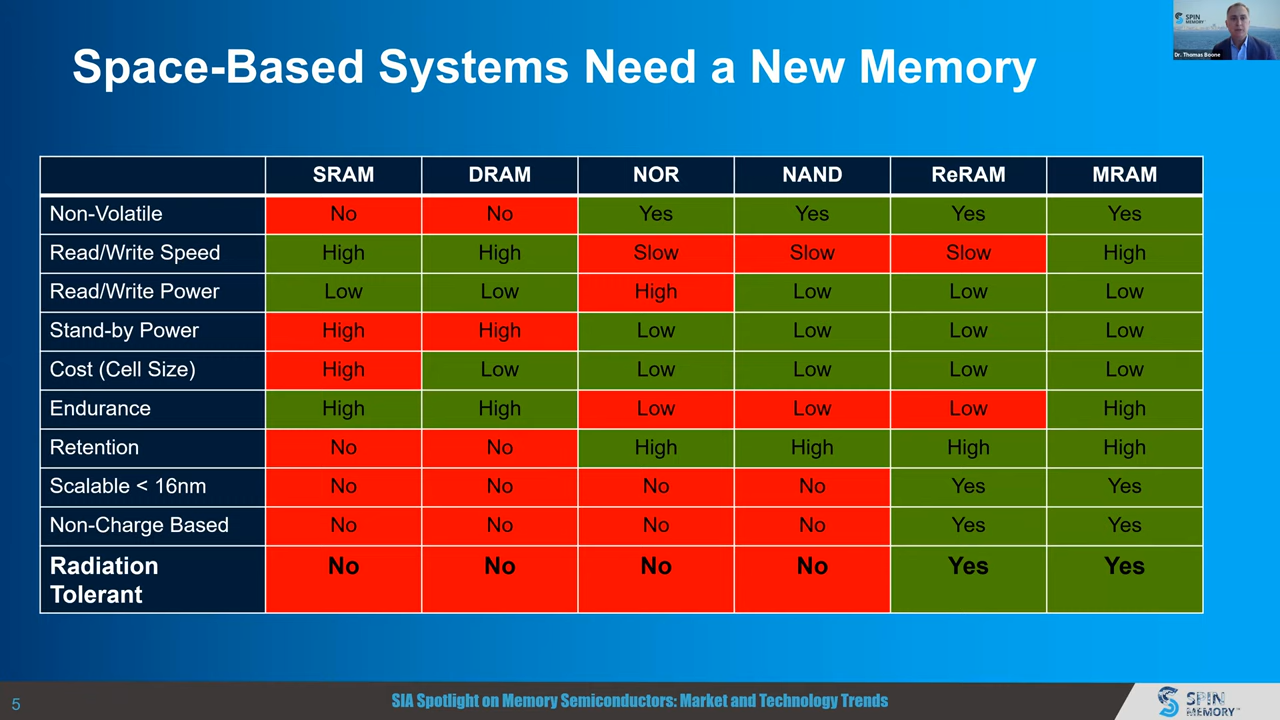 SPIN
MEMORY
Dr. Thomas Boone
Space-Based Systems Need a New Memory
SRAM DRAM NOR NAND ReRAM MRAM
Non-Volatile No No Yes Yes Yes Yes
Read/Write Speed High High Slow Slow Slow High
Read/Write Power Low Low High Low Low Low
Stand-by Power High High Low Low Low Low
Cost (Cell Size) High Low Low Low Low Low
Endurance High High Low Low Low High
Retention No No High High High High
Scalable < 16nm No No No No Yes Yes
Non-Charge Based No No No No Yes Yes
Radiation
Tolerant No No No No Yes Yes
5
SIA Spotlight on Memory Semiconductors: Market and Technology Trends
SPIN
MEMORY™